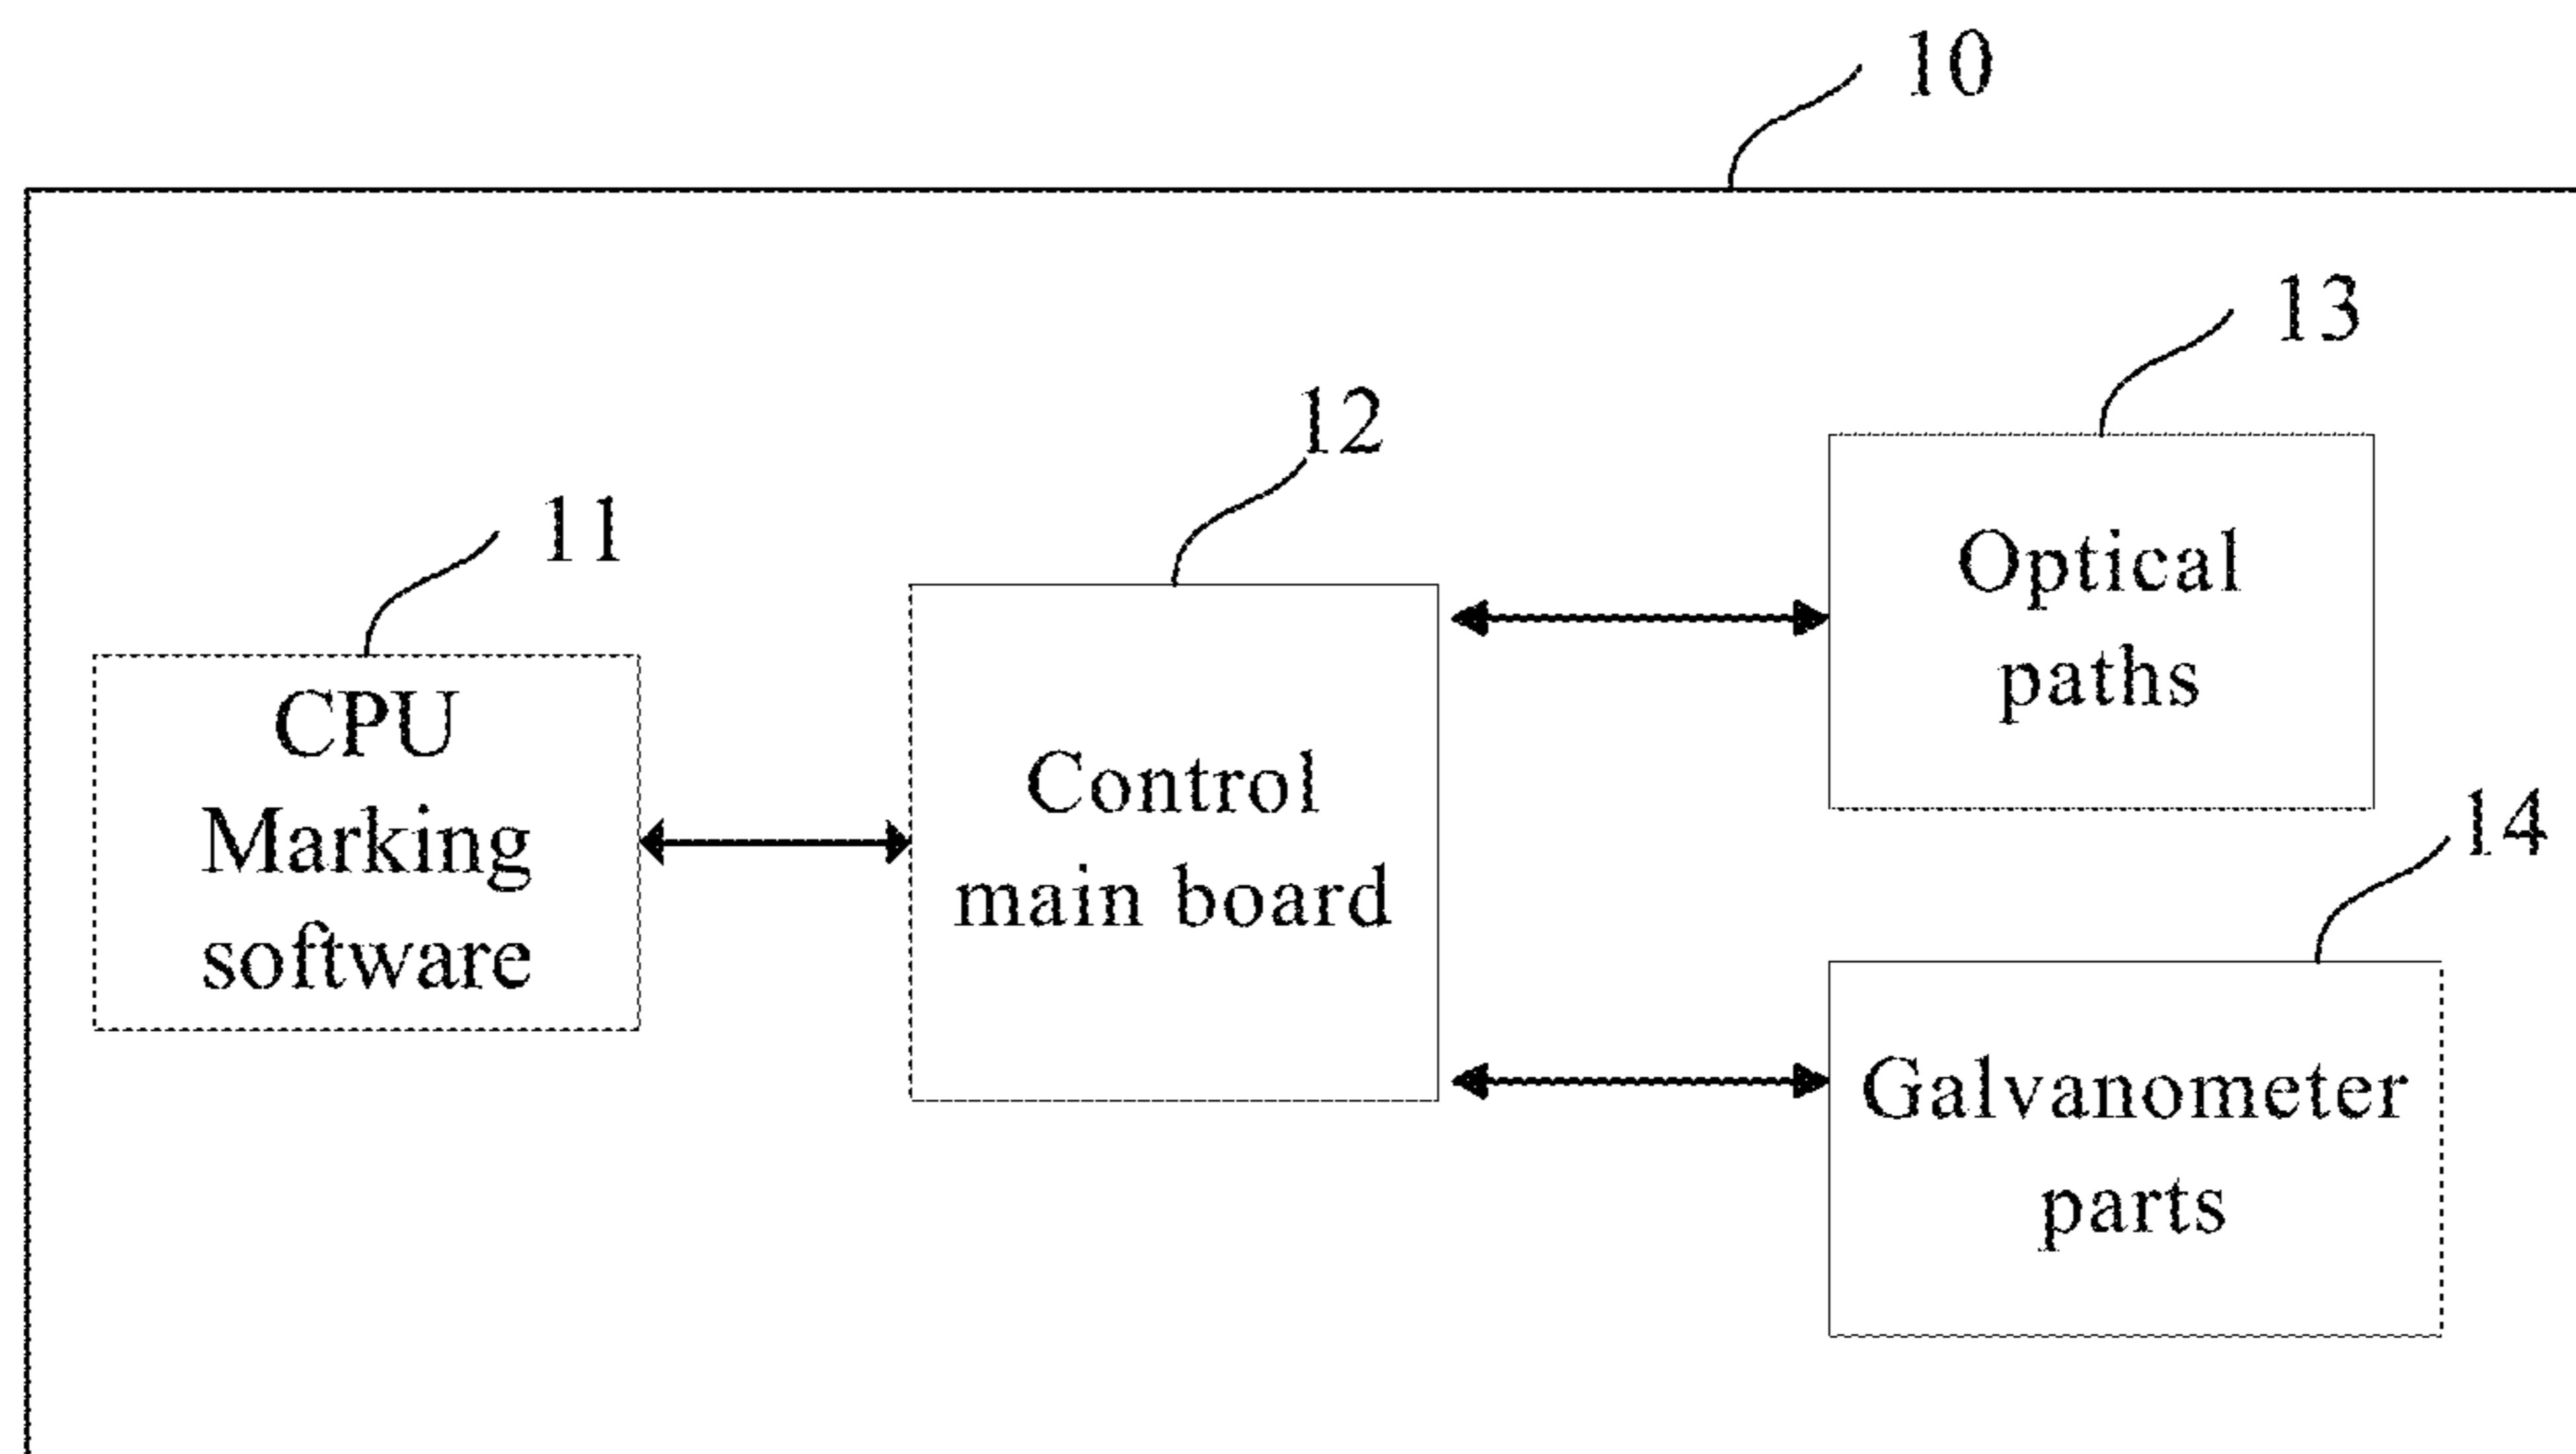 10
13
12
11
Optical
paths
CPU
Marking
software
Control
main board
14
Galvanometer
parts